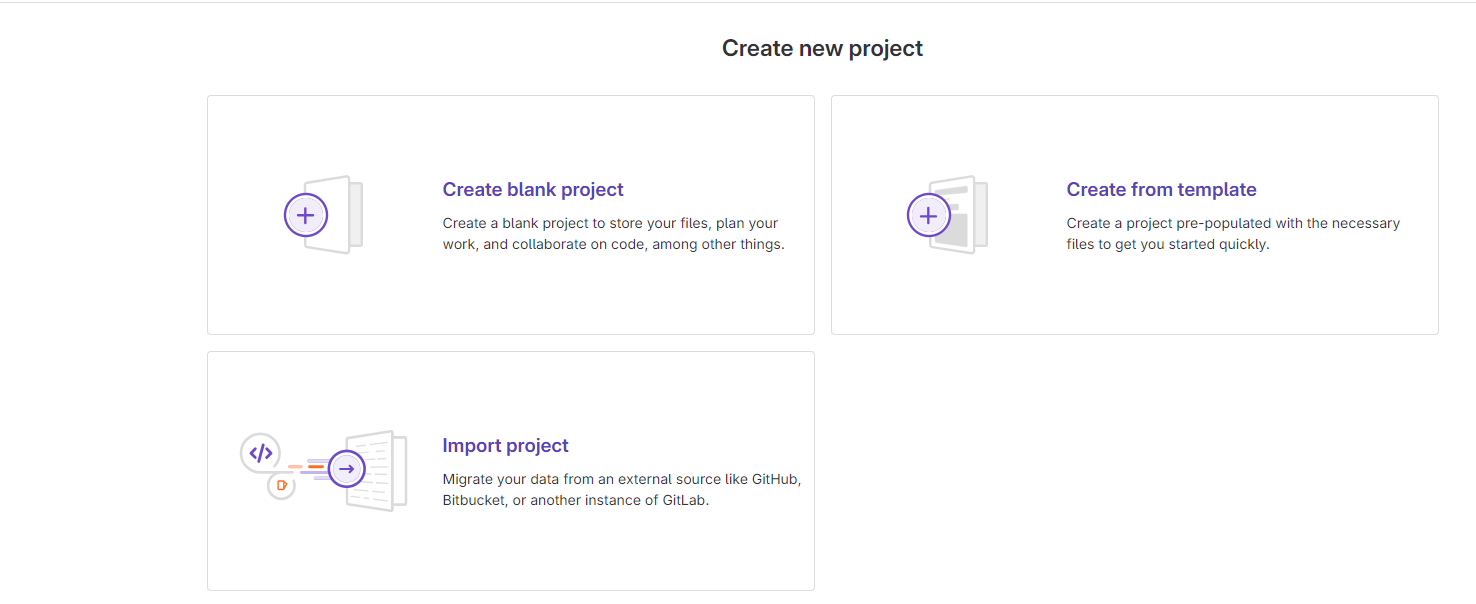 Create new project
Create blank project
Create a blank project to store your files, plan your
work, and collaborate on code, among other things.
Create from template
Create a project pre-populated with the necessary
files to get you started quickly.
Import project
Migrate your data from an external source like GitHub,
Bitbucket, or another instance of GitLab.